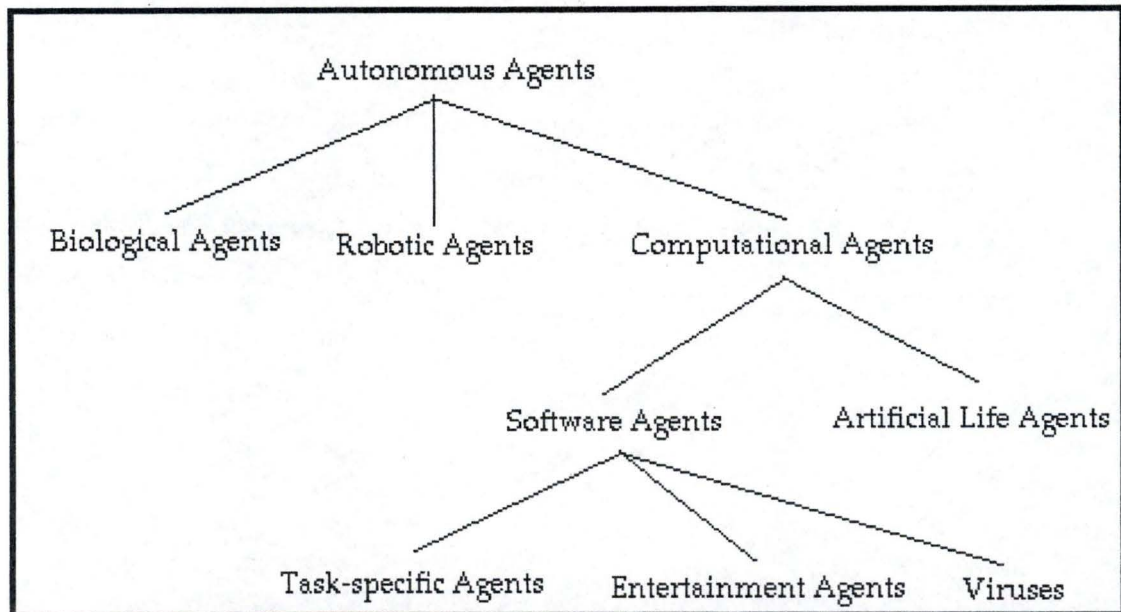 Autonomous Agents
Biological Agents Robotic Agents Computational Agents
Software Agents Artificial Life Agents
Task-specific Agents Entertainment Agents Viruses